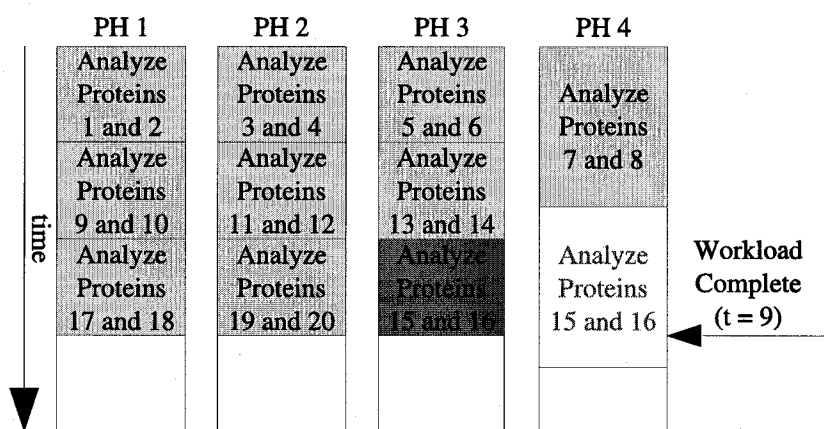 PH 1
PH 2
PH 3
PH 4
Analyze
Proteins
1 and 2
Analyze
Proteins
3 and 4
Analyze
Proteins
5 and 6
Analyze
Proteins
7 and 8
Analyze
Proteins
9 and 10
Analyze
Proteins
11 and 12
Analyze
Proteins
13 and 14
Analyze
Proteins
17 and 18
Analyze
Proteins
19 and 20
Analyze
Proteins
15 and 16
Analyze
Proteins
15 and 16
time
Workload
Complete
(t = 9)